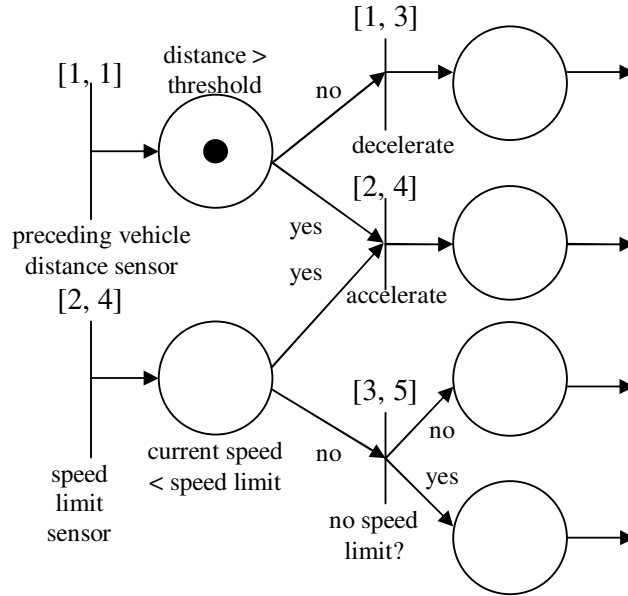 [1, 3]
distance >
threshold
[1, 1]
no
decelerate
[2, 4]
yes
preceding vehicle
distance sensor
yes
accelerate
[2, 4]
[3, 5]
no
current speed
< speed limit
no
yes
speed
limit
sensor
no speed
limit?